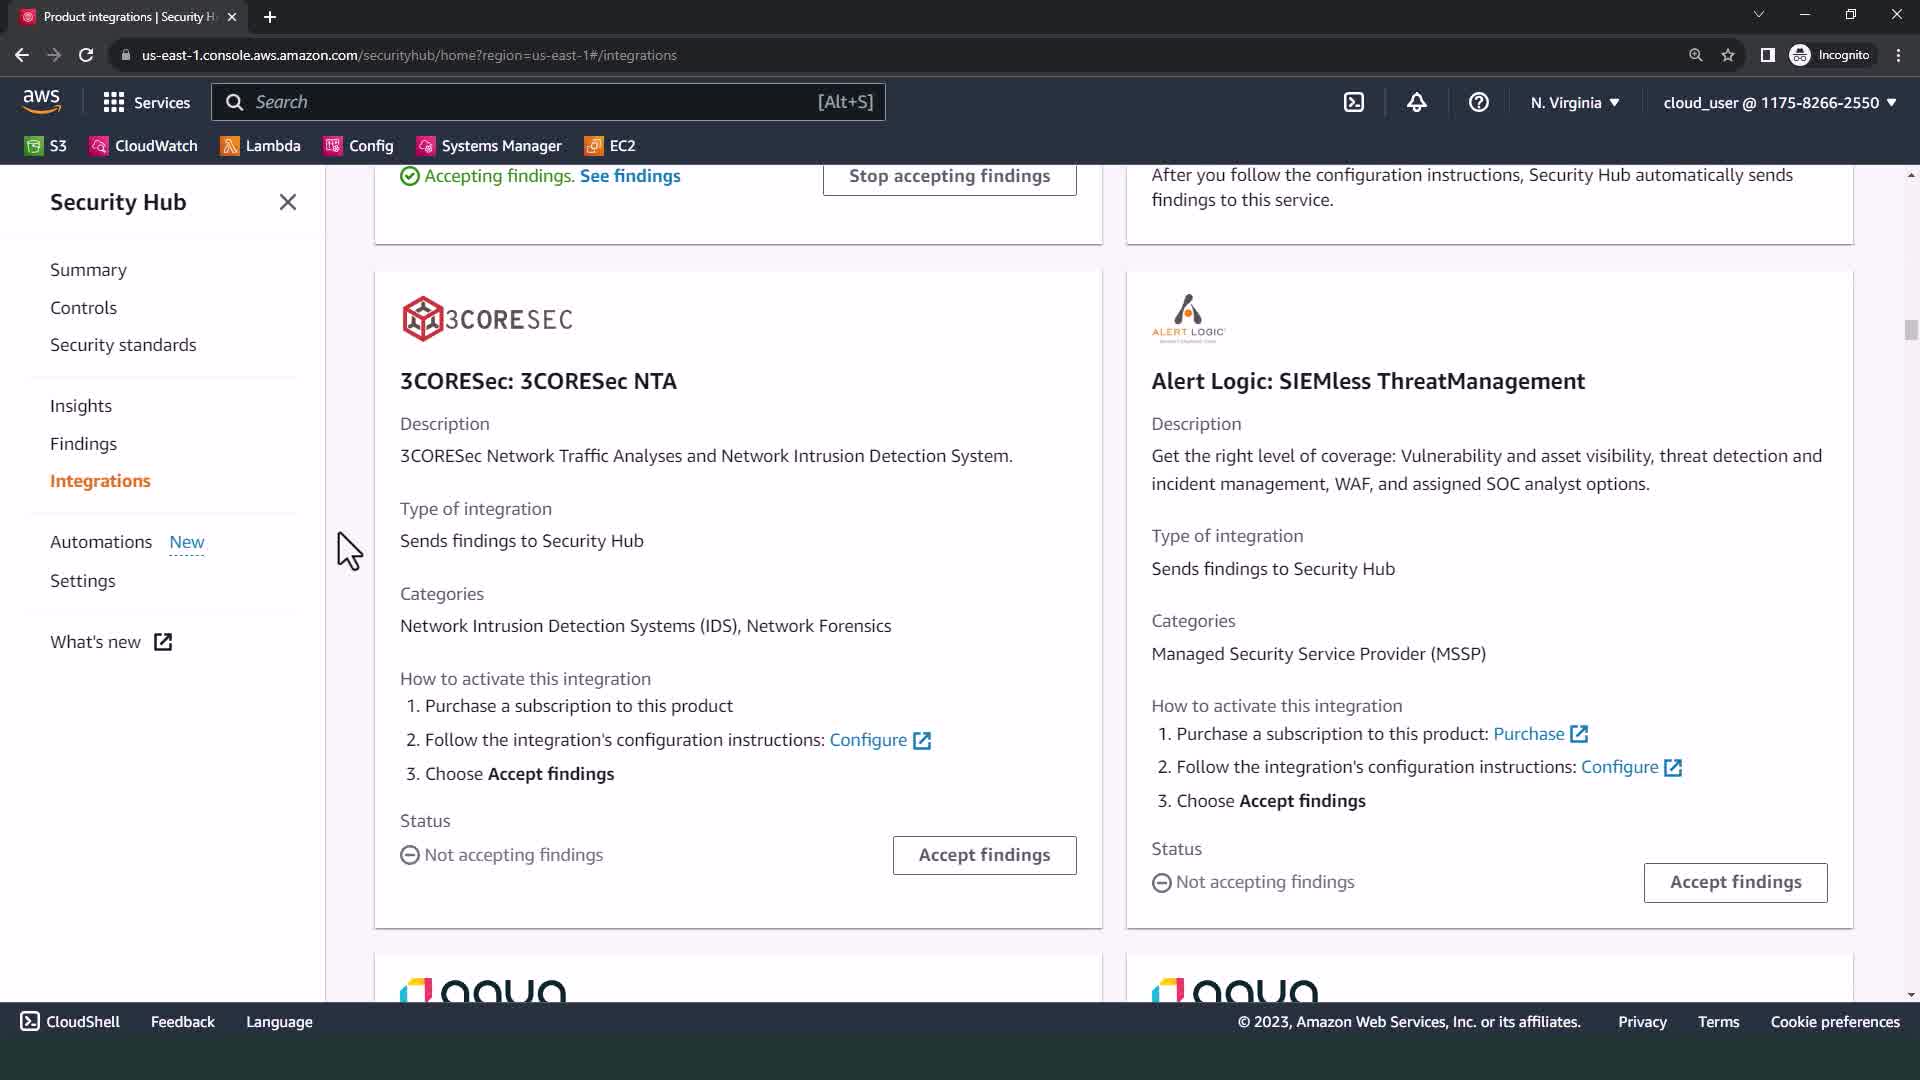 Product integrations | Security H
us-east-1.console.aws.amazon.com/securityhub/home?region=us-east-1#/integrations
Incognito
aws
Services
Search
[Alt+S]
N. Virginia
cloud_user @ 1175-8266-2550
S3
CloudWatch
Lambda
Config
Systems Manager
EC2
Security Hub
Summary
Controls
Security standards
Insights
Findings
Integrations
Automations New
Settings
What's new
Accepting findings. See findings
Stop accepting findings
After you follow the configuration instructions, Security Hub automatically sends
findings to this service.
3CORESEC
3CORESec: 3CORESec NTA
Description
3CORESec Network Traffic Analyses and Network Intrusion Detection System.
Type of integration
Sends findings to Security Hub
Categories
Network Intrusion Detection Systems (IDS), Network Forensics
How to activate this integration
1. Purchase a subscription to this product
2. Follow the integration's configuration instructions: Configure
3. Choose Accept findings
Status
Not accepting findings
Accept findings
ALERT LOGIC
Alert Logic: SIEMless ThreatManagement
Description
Get the right level of coverage: Vulnerability and asset visibility, threat detection and
incident management, WAF, and assigned SOC analyst options.
Type of integration
Sends findings to Security Hub
Categories
Managed Security Service Provider (MSSP)
How to activate this integration
1. Purchase a subscription to this product: Purchase
2. Follow the integration's configuration instructions: Configure
3. Choose Accept findings
Status
Not accepting findings
Accept findings
aqua
aqua
CloudShell
Feedback
Language
© 2023, Amazon Web Services, Inc. or its affiliates.
Privacy
Terms
Cookie preferences